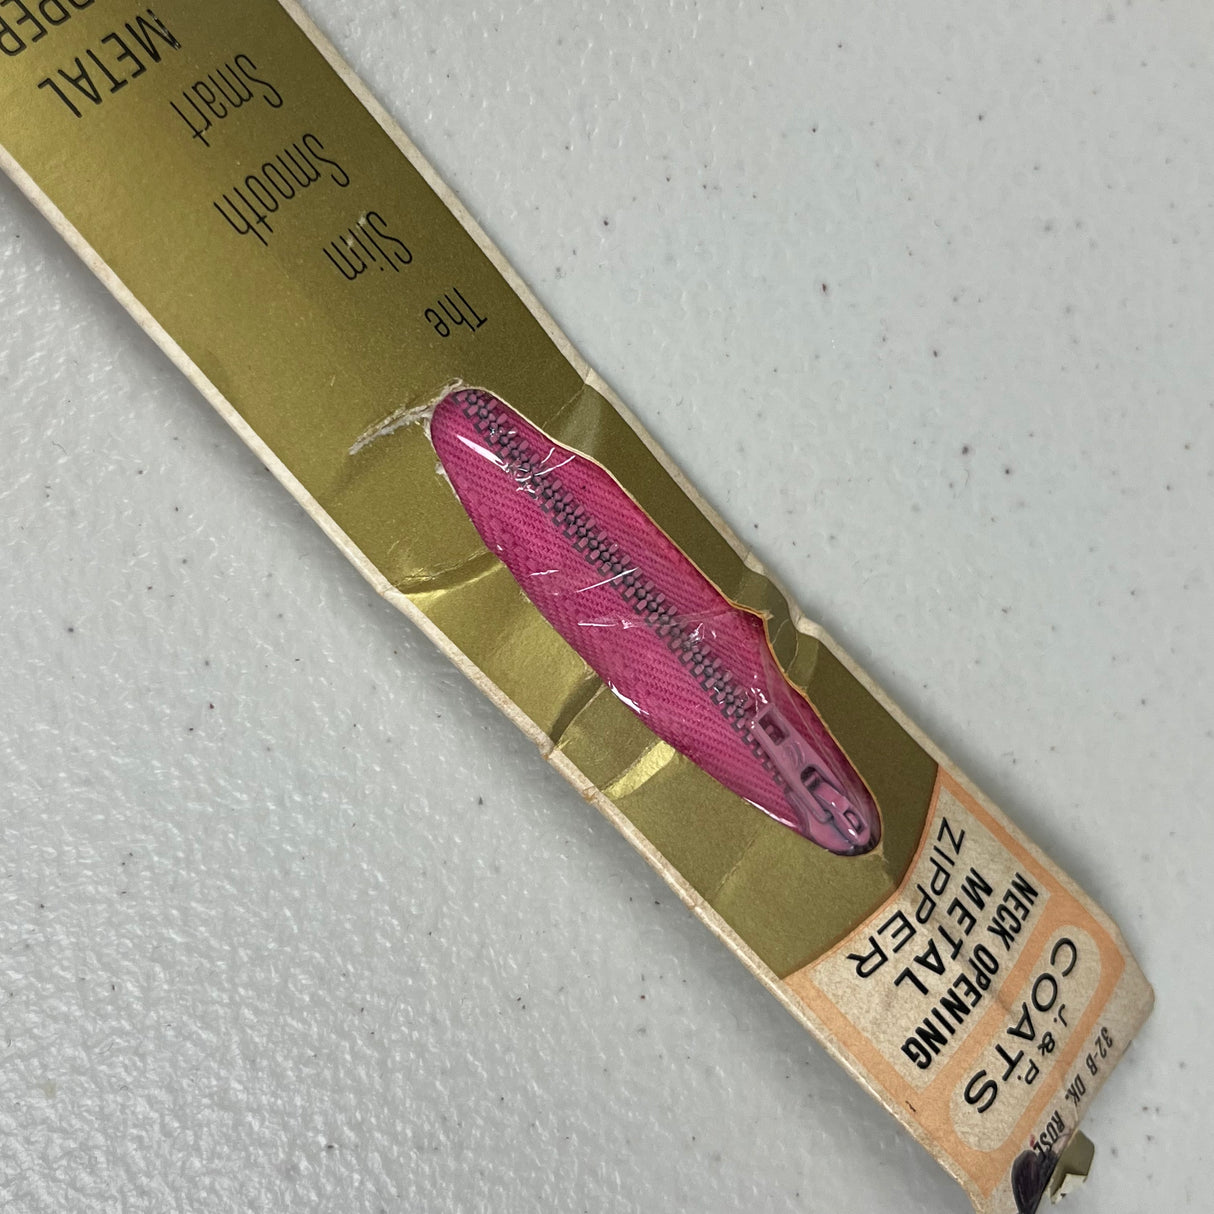 32-B DK. ROSE
J. & P.
COATS
NECK OPENING
METAL
ZIPPER
The
Slim
Smooth
Smart
METAL